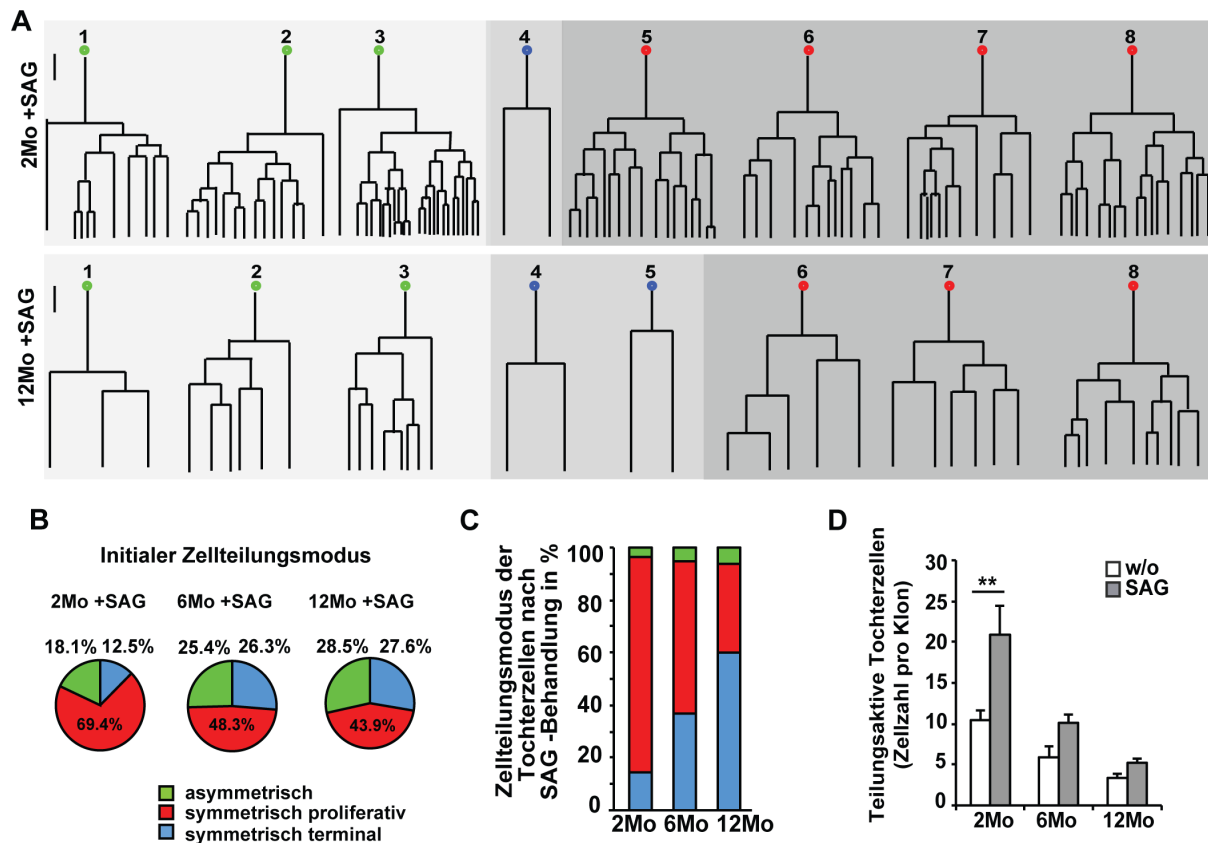 A
1 2 3 4 5 6 7 8
2Mo +SAG
1 2 3 4 5 6 7 8
12Mo +SAG
B
Initialer Zellteilungsmodus
2Mo +SAG 6Mo +SAG 12Mo +SAG
18.1% 12.5% 25.4% 26.3% 28.5% 27.6%
69.4% 48.3% 43.9%
asymmetrisch
symmetrisch proliferativ
symmetrisch terminal
C
Zellteilungsmodus der
Tochterzellen nach
SAG -Behandlung in %
100
80
60
40
20
0
2Mo 6Mo 12Mo
D
Teilungsaktive Tochterzellen
(Zellzahl pro Klon)
30
25
20
15
10
5
0
**
w/o
SAG
2Mo 6Mo 12Mo